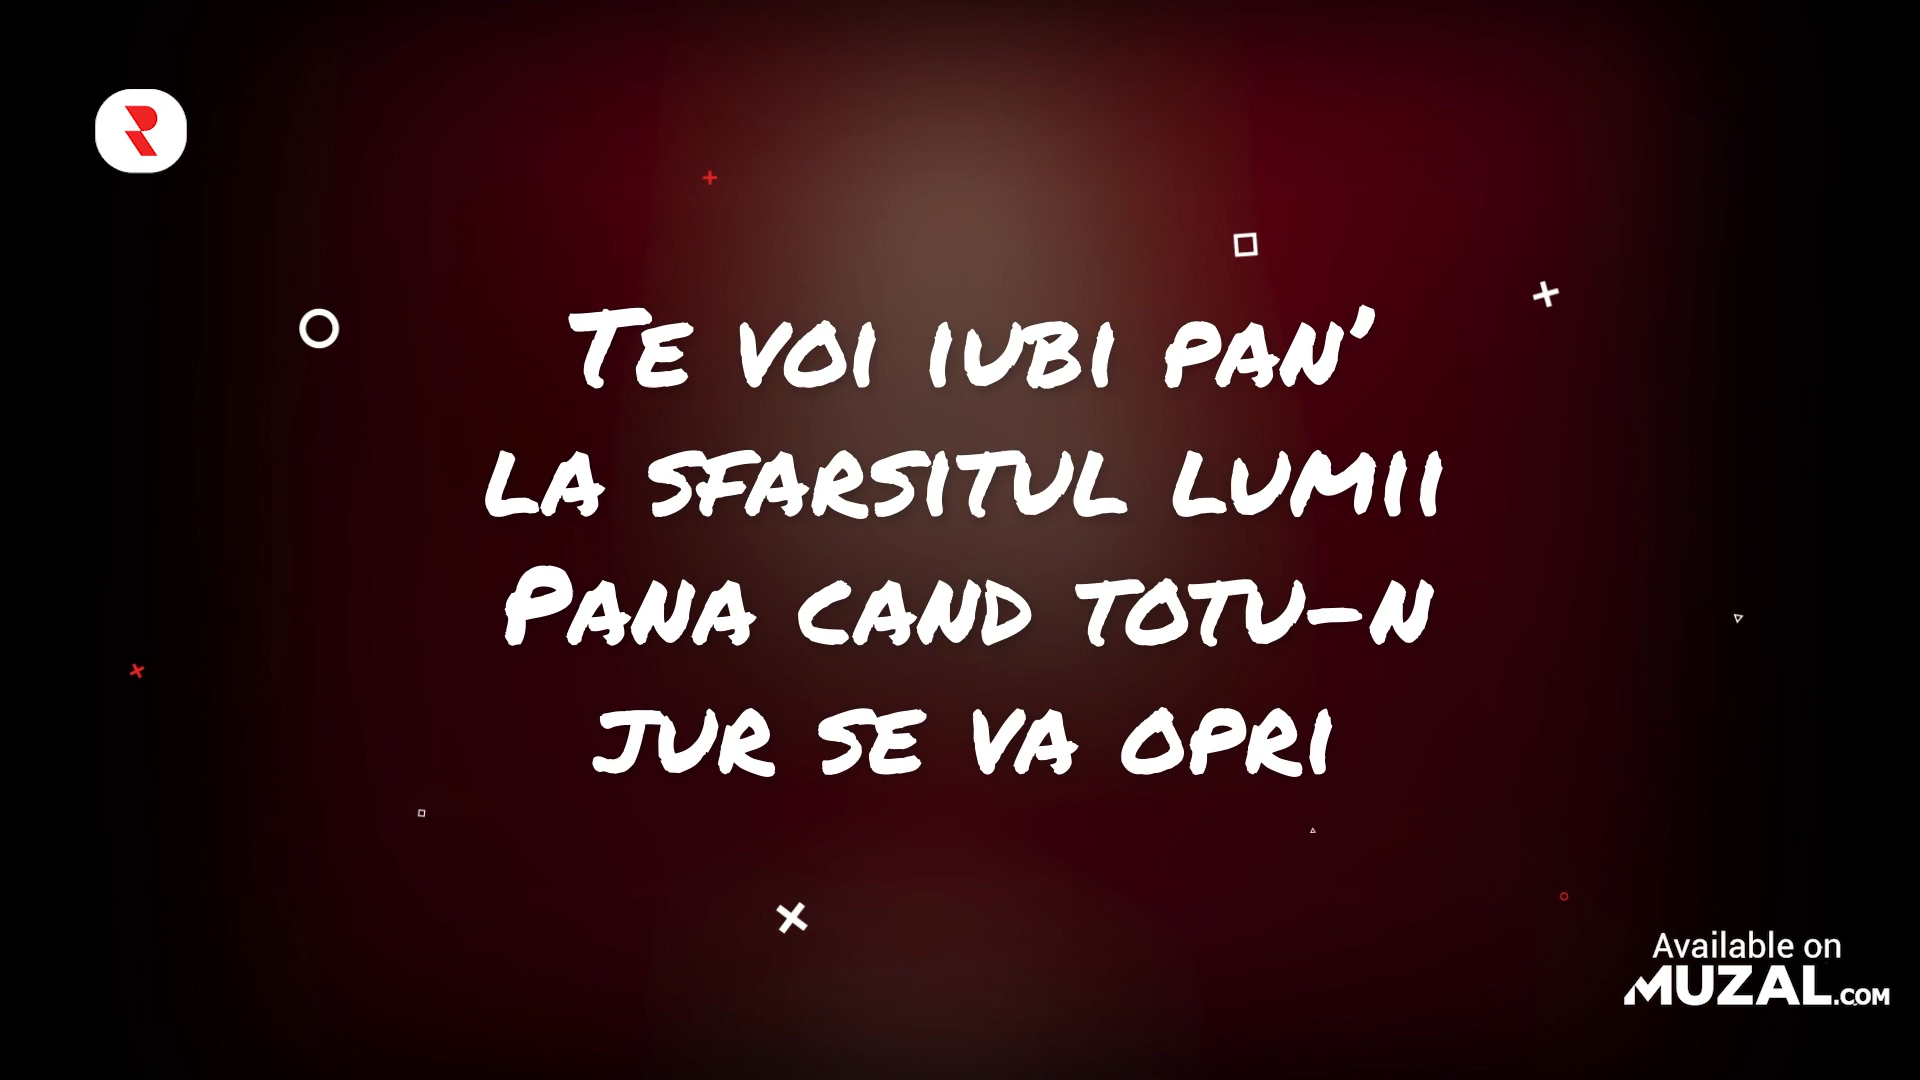 Te voi iubi pan’
la sfarsitul lumii
Pana cand totu-n
jur se va opri
Available on
MUZAL.COM